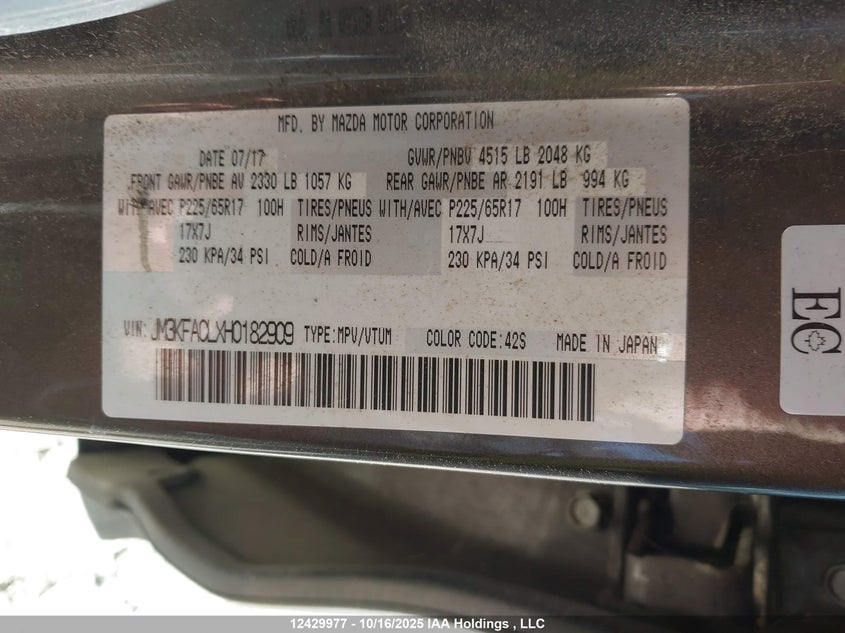 MFD. BY MAZDA MOTOR CORPORATION
DATE 07/17 GVWR/PNBV 4515 LB 2048 KG
FRONT GAWR/PNBE AV 2330 LB 1057 KG REAR GAWR/PNBE AR 2191 LB 994 KG
WITH/AVEC P225/65R17 100H TIRES/PNEUS WITH/AVEC P225/65R17 100H TIRES/PNEUS
17X7J RIMS/JANTES 17X7J RIMS/JANTES
230 KPA/34 PSI COLD/A FROID 230 KPA/34 PSI COLD/A FROID
VIN: JM3KFACLXH0182909 TYPE:MPV/VTUM COLOR CODE:42S MADE IN JAPAN
EC
12429977 - 10/16/2025 IAA Holdings , LLC